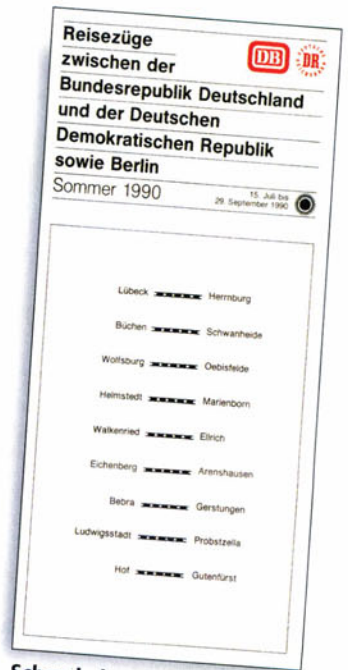 Reisezüge
zwischen der
Bundesrepublik Deutschland
und der Deutschen
Demokratischen Republik
sowie Berlin
DB
DR
Sommer 1990
15. Juli bis
29. September 1990
Lübeck Herrnburg
Büchen Schwanheide
Wolfsburg Oebisfelde
Helmstedt Marienborn
Walkenried Ellrich
Eichenberg Arenshausen
Bebra Gerstungen
Ludwigsstadt Probstzella
Hof Gutenfürst